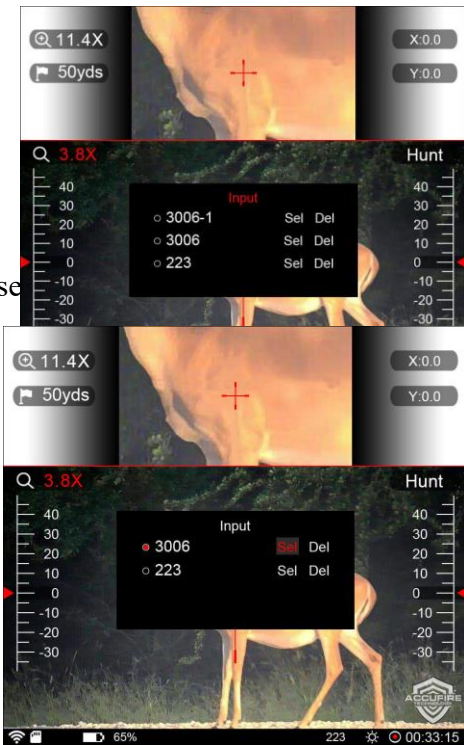 11.4X X:0.0
50yds Y:0.0
3.8X Hunt
Input
40 40
30 3006-1 Sel Del 30
20 3006 Sel Del 20
10 10
0 223 Sel Del 0
-10 -10
se
-20 -20
-30 -30
11.4X X:0.0
50yds Y:0.0
3.8X Hunt
40 Input 40
30 3006 Sel Del 30
20 223 Sel Del 20
10 10
0 0
-10 -10
-20 -20
-30 -30
ACCUFIRE
TECHNOLOGY
65% 223 00:33:15